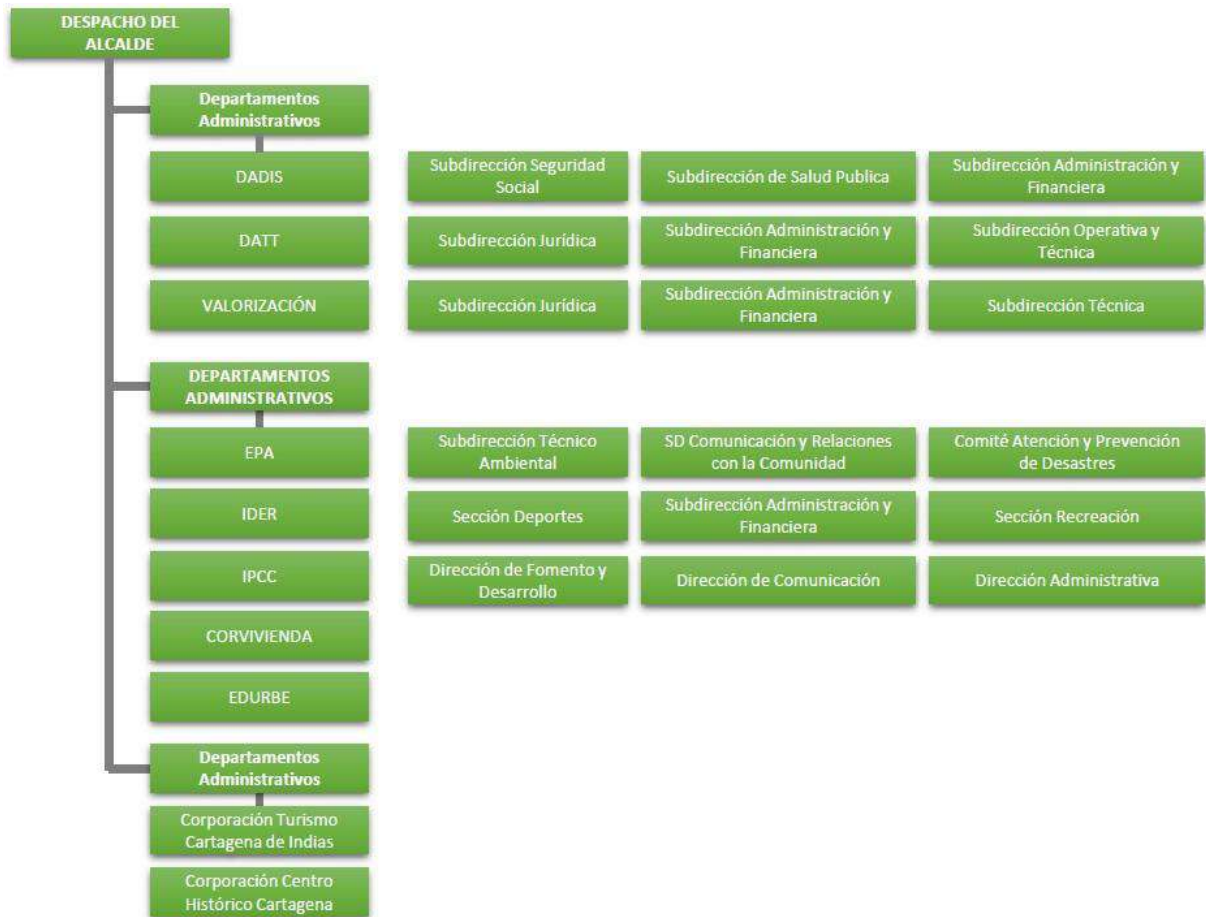 DESPACHO DEL
ALCALDE
Departamentos
Administrativos
DADIS
Subdirección Seguridad
Social
Subdirección de Salud Publica
Subdirección Administración y
Financiera
DATT
Subdirección Jurídica
Subdirección Administración y
Financiera
Subdirección Operativa y
Técnica
VALORIZACIÓN
Subdirección Jurídica
Subdirección Administración y
Financiera
Subdirección Técnica
DEPARTAMENTOS
ADMINISTRATIVOS
EPA
Subdirección Técnico
Ambiental
SD Comunicación y Relaciones
con la Comunidad
Comité Atención y Prevención
de Desastres
IDER
Sección Deportes
Subdirección Administración y
Financiera
Sección Recreación
IPCC
Dirección de Fomento y
Desarrollo
Dirección de Comunicación
Dirección Administrativa
CORVIVIENDA
EDURBE
Departamentos
Administrativos
Corporación Turismo
Cartagena de Indias
Corporación Centro
Histórico Cartagena